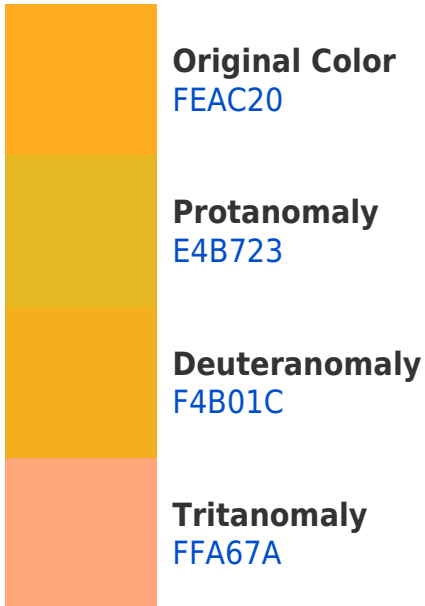 Original Color
FEAC20
Protanomaly
E4B723
Deuteranomaly
F4B01C
Tritanomaly
FFA67A